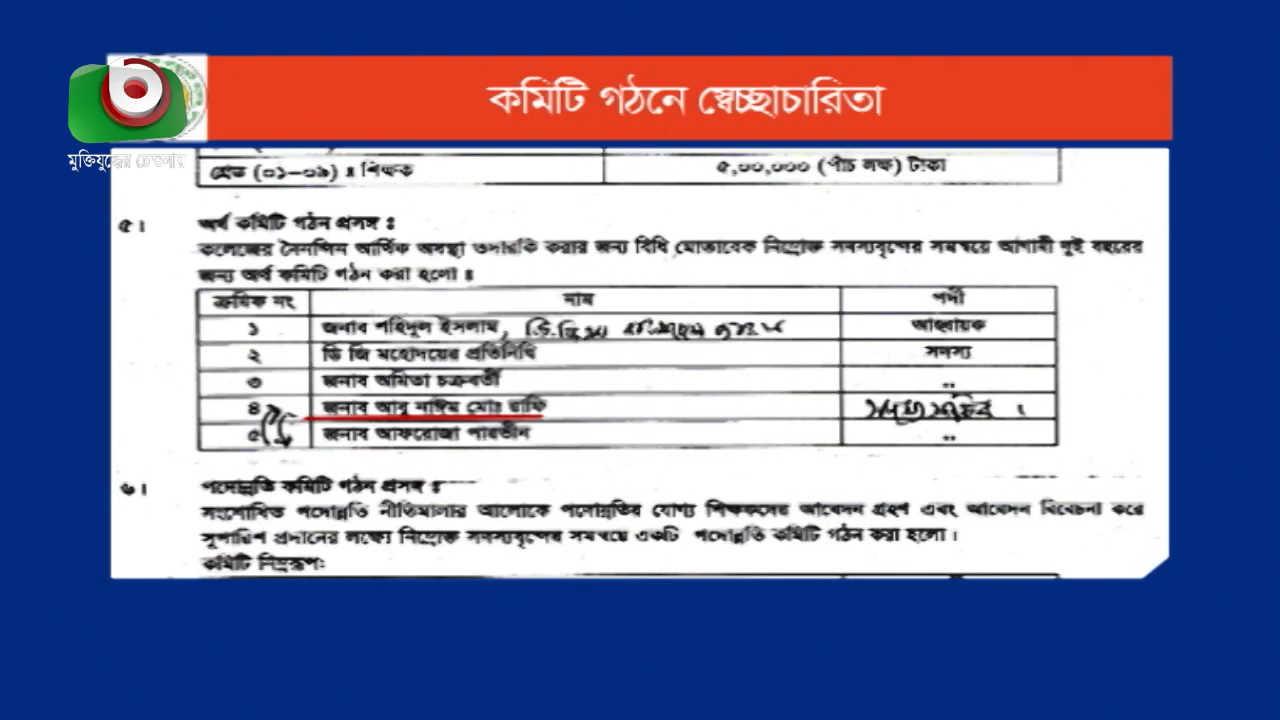 কমিটি গঠনে স্বেচ্ছাচারিতা
মুক্তিযুদ্ধের চেতনায়
গ্রেড (০১-০৯) ঃ শিক্ষক ৫,০০,০০০ (পাঁচ লক্ষ) টাকা
৫। অর্থ কমিটি গঠন প্রসঙ্গ ঃ
কলেজের দৈনন্দিন আর্থিক অবস্থা তদারকি করার জন্য বিধি মোতাবেক নিম্নোক্ত সদস্যবৃন্দের সমন্বয়ে আগামী দুই বছরের
জন্য অর্থ কমিটি গঠন করা হলো ঃ
ক্রমিক নং নাম পদবী
১ জনাব শহিদুল ইসলাম, আহবায়ক
২ ডি জি মহোদয়ের প্রতিনিধি সদস্য
৩ জনাব অমিতা চক্রবর্তী ,,
৪ জনাব আবু নাঈম মোঃ রাফি সদস্য সচিব ।
৫ জনাব আফরোজা পারভীন ,,
৬। পদোন্নতি কমিটি গঠন প্রসঙ্গ ঃ
সংশোধিত পদোন্নতি নীতিমালার আলোকে পদোন্নতির যোগ্য শিক্ষকদের আবেদন গ্রহণ এবং আবেদন বিবেচনা করে
সুপারিশ প্রদানের লক্ষ্যে নিম্নোক্ত সদস্যবৃন্দের সমন্বয়ে একটি পদোন্নতি কমিটি গঠন করা হলো।
কমিটি নিম্নরূপ: